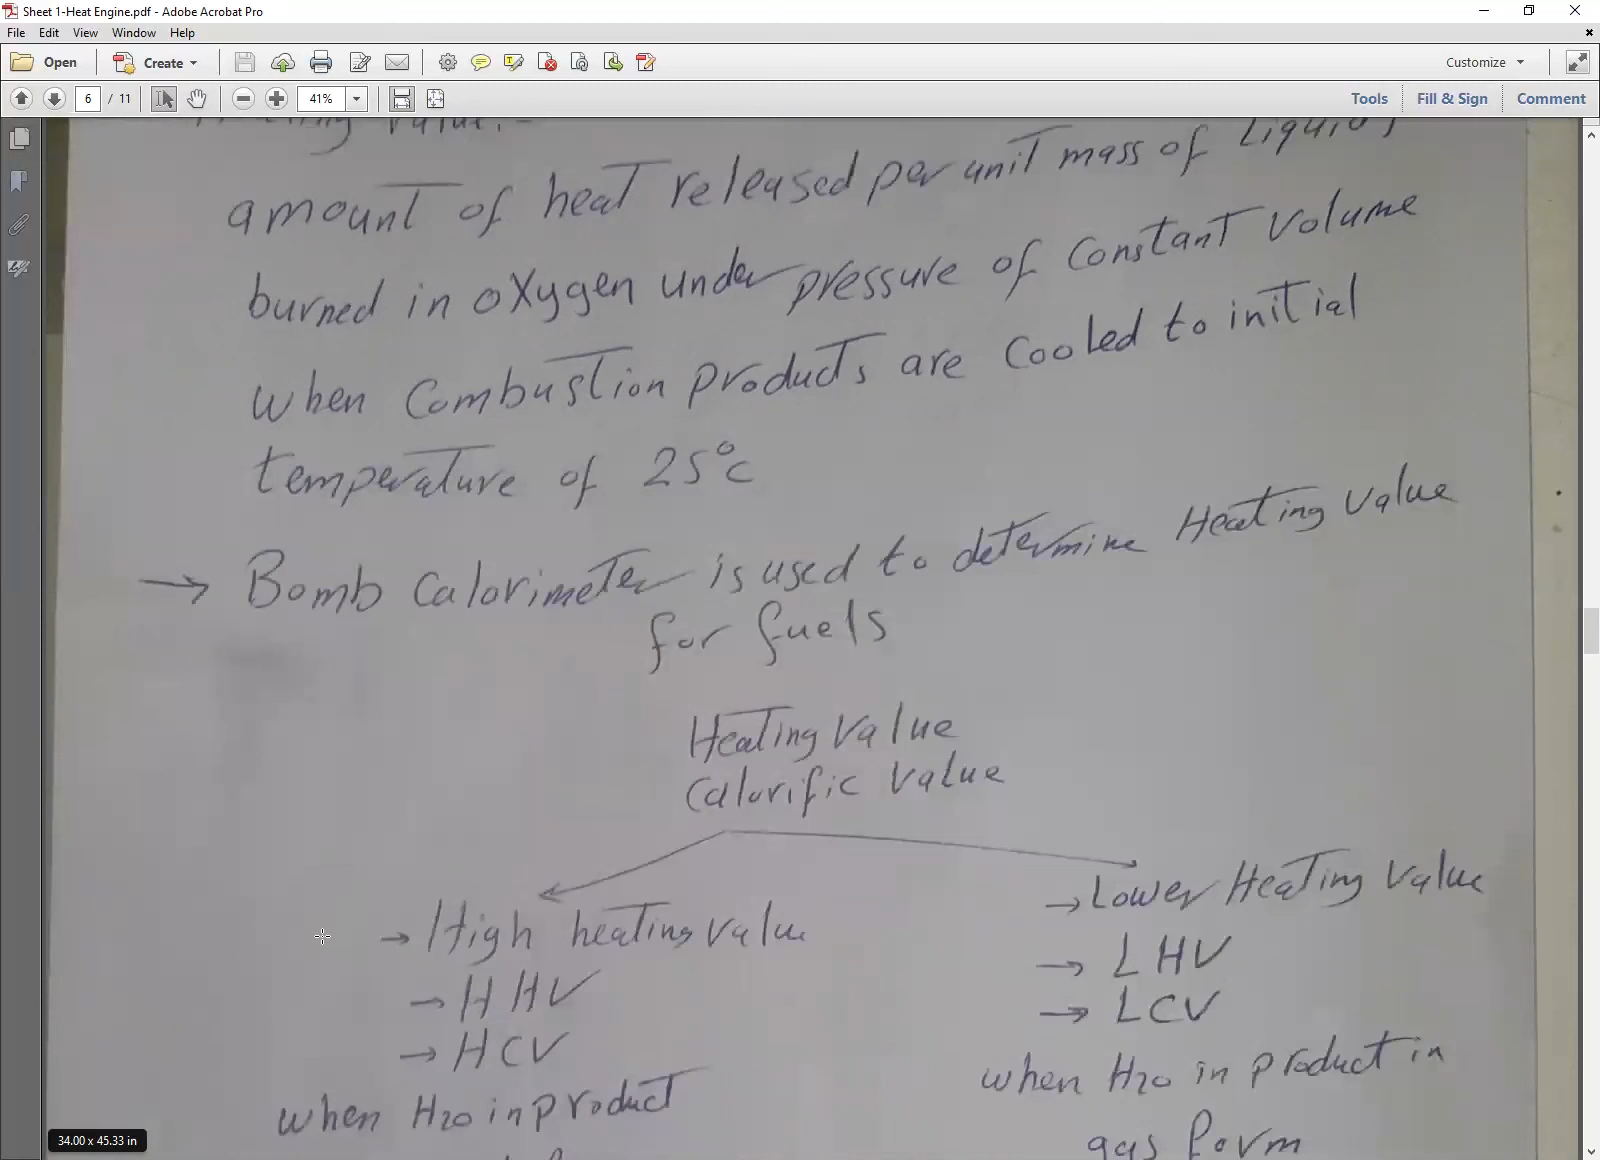 Sheet 1-Heat Engine.pdf - Adobe Acrobat Pro
File Edit View Window Help
Open Create Customize
6 / 11 41% Tools Fill & Sign Comment
Value:-
amount of heat released per unit mass of Liquid
burned in oxygen under pressure of constant volume
when combustion products are cooled to initial
temperature of 25°c
→ Bomb Calorimeter is used to determine Heating value
for fuels
Heating value
Calorific value
→ High heating value
→ HHV
→ HCV
when H2O in product
→ Lower Heating value
→ LHV
→ LCV
when H2O in product in
gas form
34.00 x 45.33 in